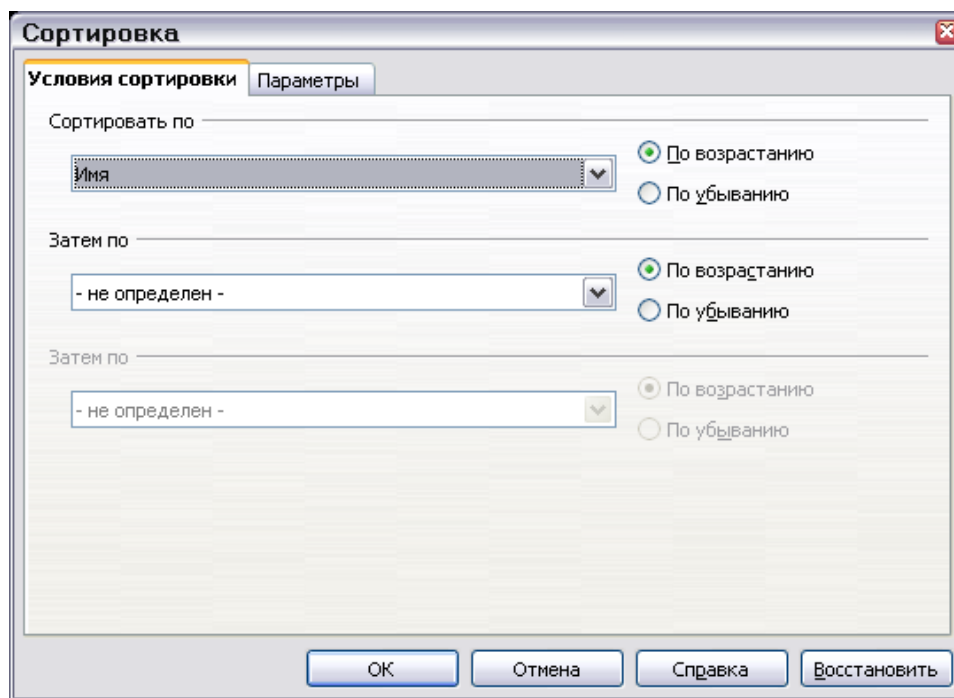 Сортировка
Условия сортировки Параметры
Сортировать по
Имя
По возрастанию
По убыванию
Затем по
- не определен -
По возрастанию
По убыванию
Затем по
- не определен -
По возрастанию
По убыванию
ОК Отмена Справка Восстановить